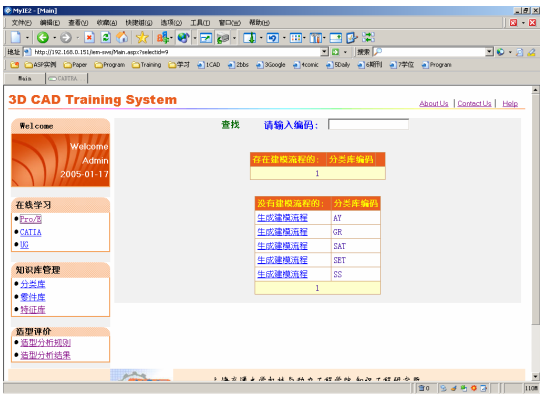 MyIE2 - [Main]
文件(F) 编辑(E) 查看(V) 收藏(A) 快捷组(G) 选项(O) 工具(T) 窗口(W) 帮助(H)
地址 http://192.168.0.151/lem-svs/Main.aspx?selectid=9 搜索
ASP实例 Paper Program Training 学习 1CAD 2bbs 3Google 4comic 5Daily 6期刊 7学位 Program
Main CARTEA
3D CAD Training System
About Us | Contact Us | Help
Welcome
Welcome
Admin
2005-01-17
在线学习
Pro/E
CATIA
UG
知识库管理
分类库
零件库
特征库
造型评价
造型分析规则
造型分析结果
查找 请输入编码:
存在建模流程的: 分类库编码
1
没有建模流程的: 分类库编码
生成建模流程 AY
生成建模流程 GR
生成建模流程 SAT
生成建模流程 SET
生成建模流程 SS
1
110M